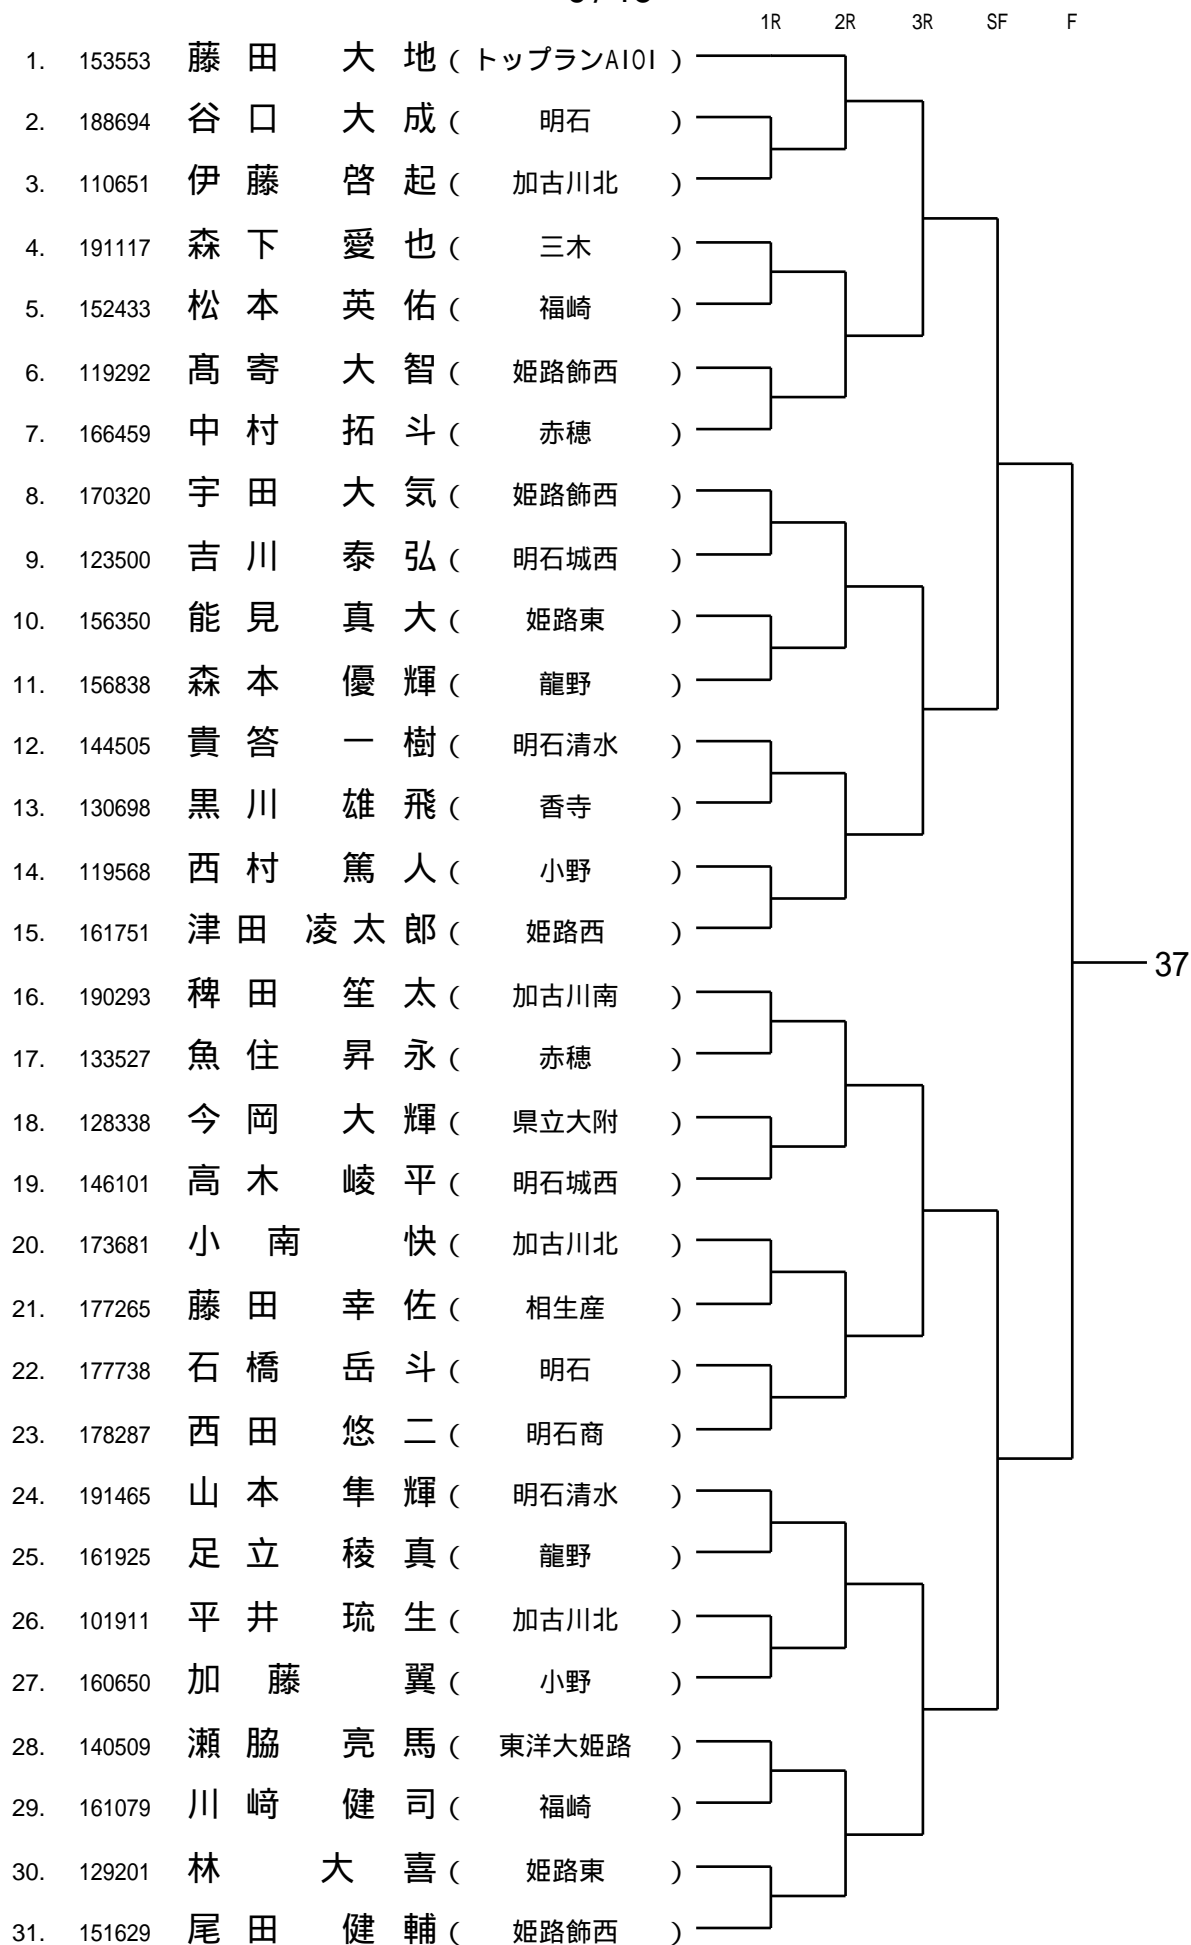 1R 2R 3R SF F
1. 153553 藤田 大地 ( トップランAIOI )
2. 188694 谷口 大成 ( 明石 )
3. 110651 伊藤 啓起 ( 加古川北 )
4. 191117 森下 愛也 ( 三木 )
5. 152433 松本 英佑 ( 福崎 )
6. 119292 髙寄 大智 ( 姫路飾西 )
7. 166459 中村 拓斗 ( 赤穂 )
8. 170320 宇田 大気 ( 姫路飾西 )
9. 123500 吉川 泰弘 ( 明石城西 )
10. 156350 能見 真大 ( 姫路東 )
11. 156838 森本 優輝 ( 龍野 )
12. 144505 貴答 一樹 ( 明石清水 )
13. 130698 黒川 雄飛 ( 香寺 )
14. 119568 西村 篤人 ( 小野 )
15. 161751 津田 凌太郎 ( 姫路西 )
37
16. 190293 稗田 笙太 ( 加古川南 )
17. 133527 魚住 昇永 ( 赤穂 )
18. 128338 今岡 大輝 ( 県立大附 )
19. 146101 高木 崚平 ( 明石城西 )
20. 173681 小南 快 ( 加古川北 )
21. 177265 藤田 幸佐 ( 相生産 )
22. 177738 石橋 岳斗 ( 明石 )
23. 178287 西田 悠二 ( 明石商 )
24. 191465 山本 隼輝 ( 明石清水 )
25. 161925 足立 稜真 ( 龍野 )
26. 101911 平井 琉生 ( 加古川北 )
27. 160650 加藤 翼 ( 小野 )
28. 140509 瀬脇 亮馬 ( 東洋大姫路 )
29. 161079 川﨑 健司 ( 福崎 )
30. 129201 林 大喜 ( 姫路東 )
31. 151629 尾田 健輔 ( 姫路飾西 )